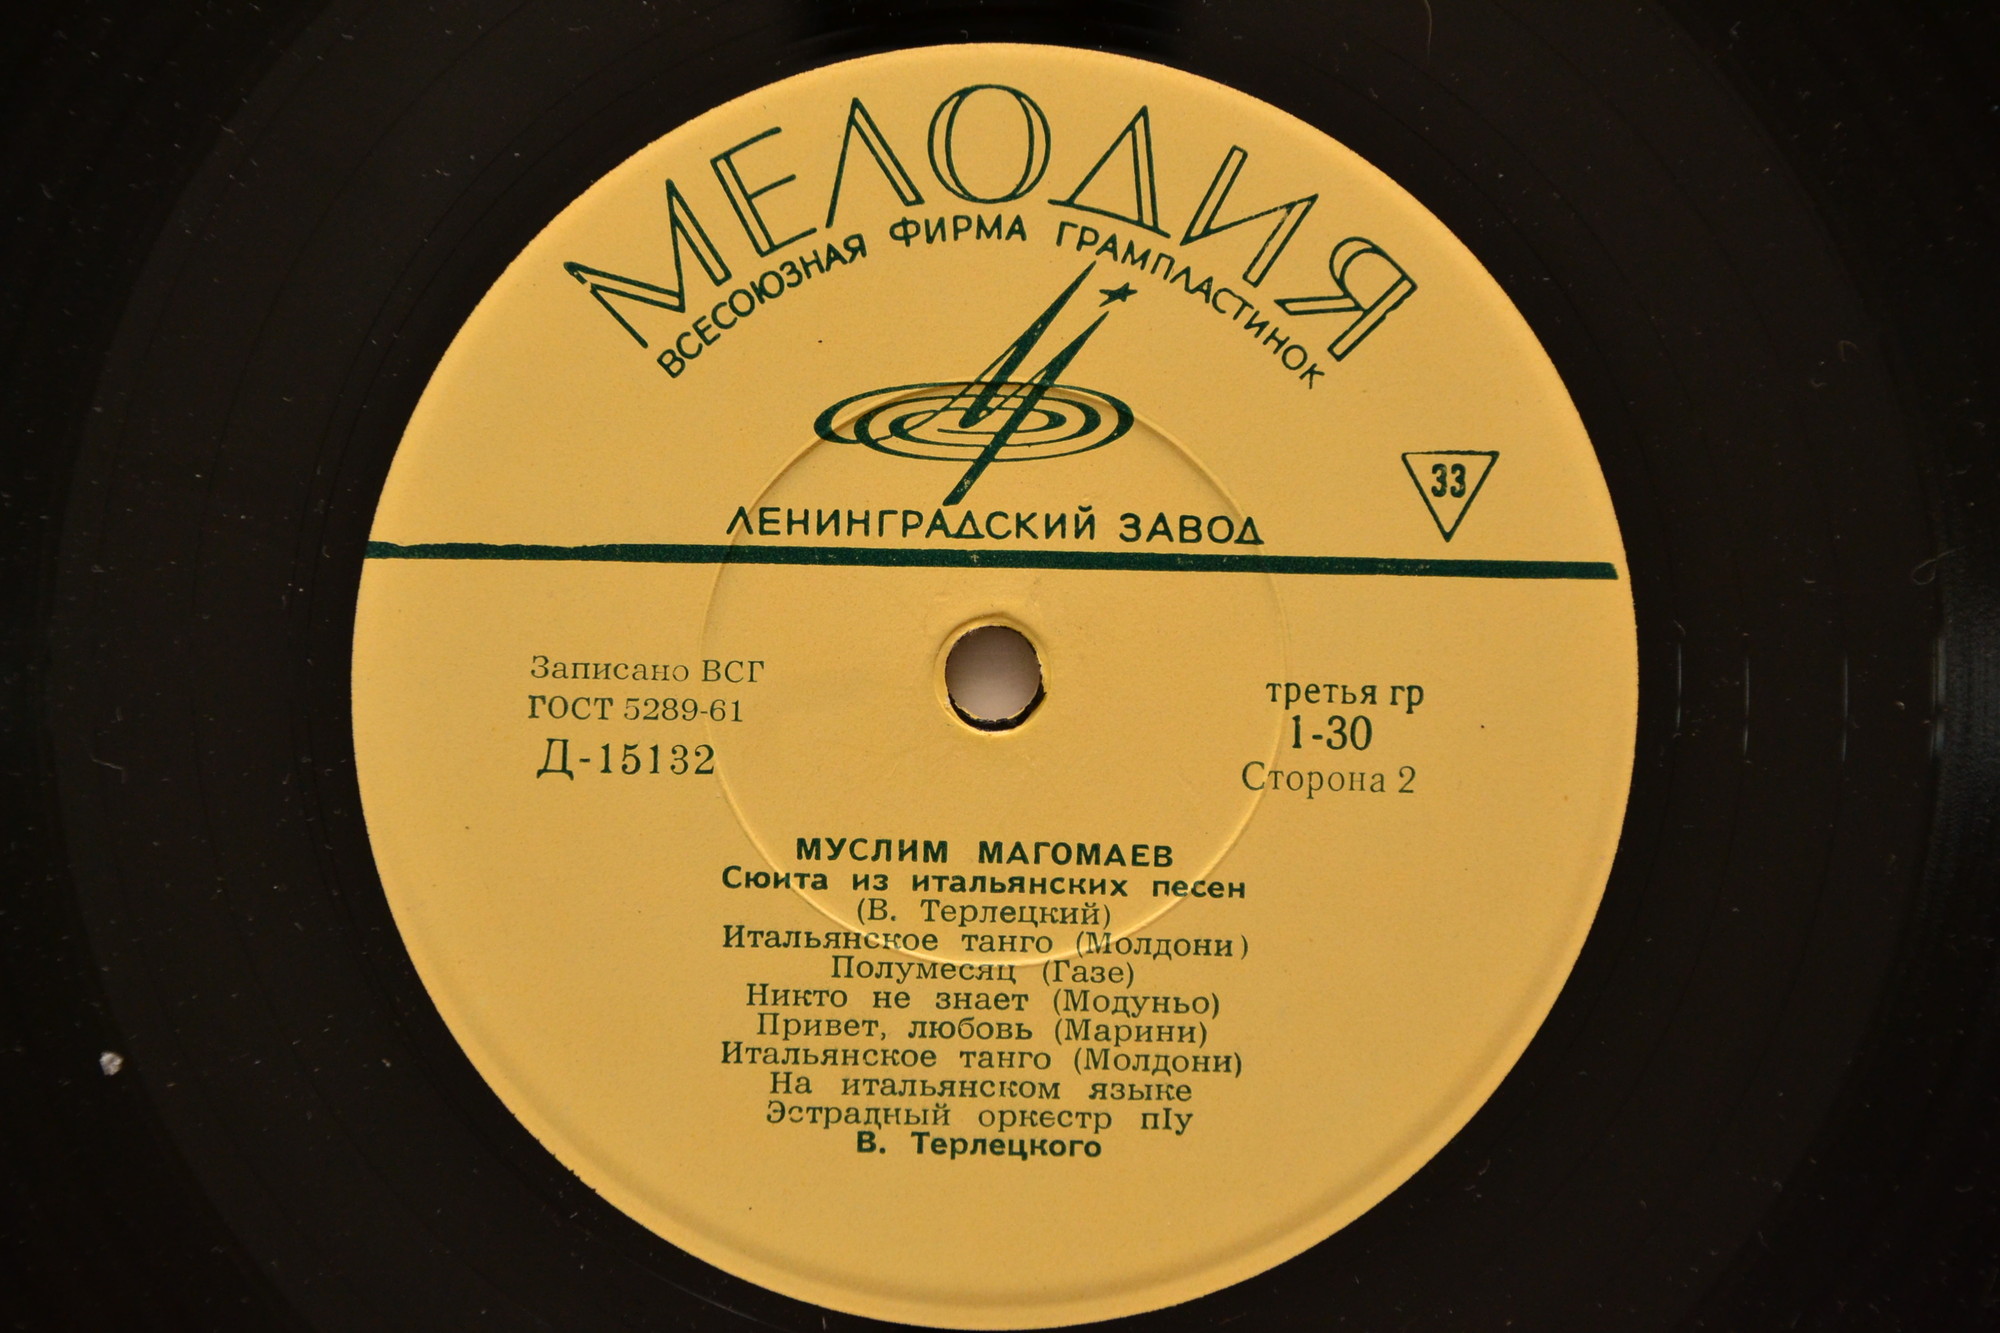 МЕЛОДИЯ
ВСЕСОЮЗНАЯ ФИРМА ГРАМПЛАСТИНОК
33
ЛЕНИНГРАДСКИЙ ЗАВОД
Записано ВСГ
ГОСТ 5289-61
Д-15132
третья гр
1-30
Сторона 2
МУСЛИМ МАГОМАЕВ
Сюита из итальянских песен
(В. Терлецкий)
Итальянское танго (Молдони)
Полумесяц (Газе)
Никто не знает (Модуньо)
Привет, любовь (Марини)
Итальянское танго (Молдони)
На итальянском языке
Эстрадный оркестр пIу
В. Терлецкого